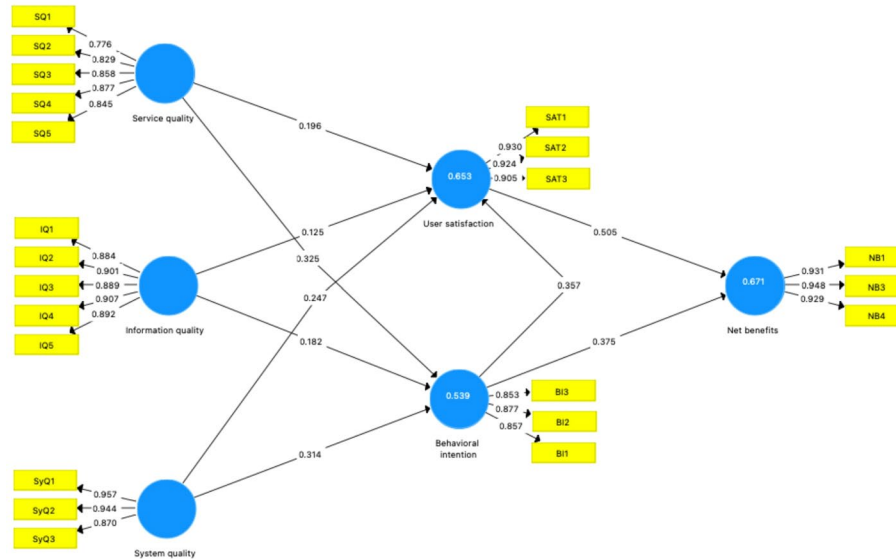 SQ1
SQ2
SQ3
SQ4
SQ5
0.776
0.829
0.858
0.877
0.845
Service quality
0.196
SAT1
SAT2
SAT3
0.930
0.924
0.905
0.653
User satisfaction
IQ1
IQ2
IQ3
IQ4
IQ5
0.884
0.901
0.889
0.907
0.892
Information quality
0.125
0.325
0.247
0.182
0.505
0.357
0.375
0.671
Net benefits
0.931
0.948
0.929
NB1
NB3
NB4
0.539
Behavioral
intention
0.853
0.877
0.857
BI3
BI2
BI1
0.314
SyQ1
SyQ2
SyQ3
0.957
0.944
0.870
System quality